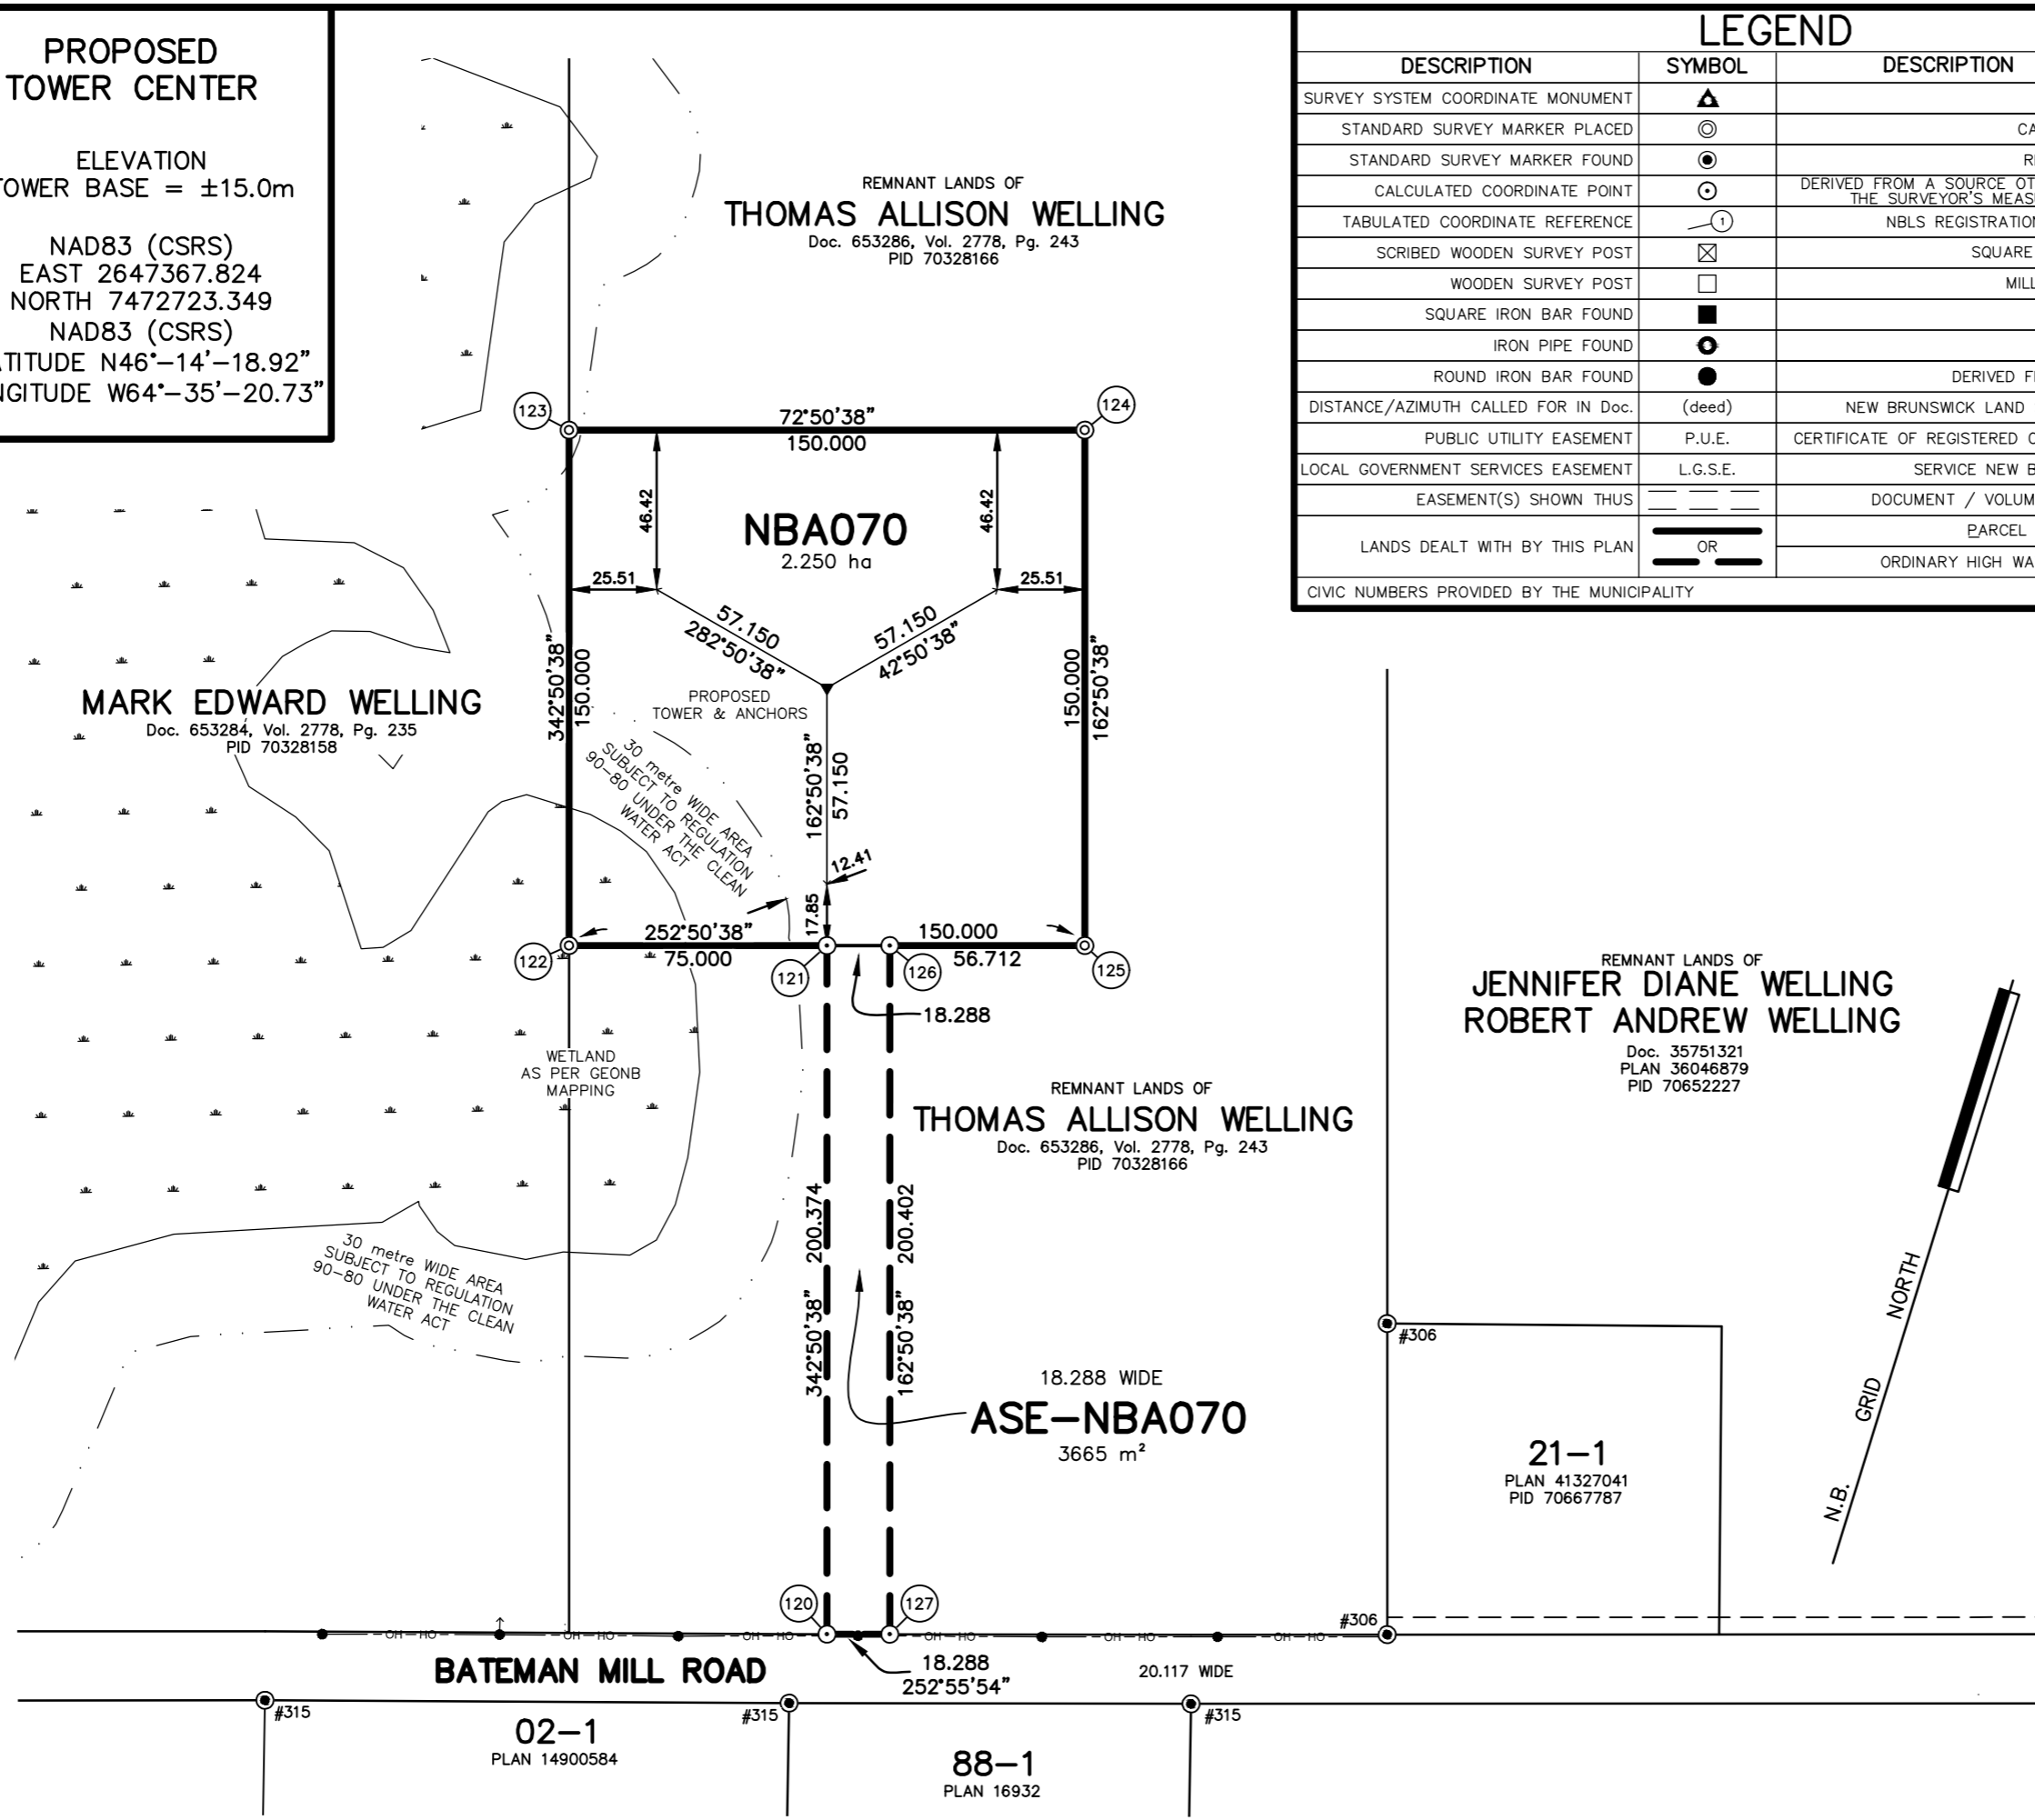 PROPOSED
TOWER CENTER
ELEVATION
TOWER BASE = ±15.0m
NAD83 (CSRS)
EAST 2647367.824
NORTH 7472723.349
NAD83 (CSRS)
ATITUDE N46°-14'-18.92"
NGITUDE W64°-35'-20.73"
LEGEND
DESCRIPTION SYMBOL DESCRIPTION
SURVEY SYSTEM COORDINATE MONUMENT
STANDARD SURVEY MARKER PLACED CA
STANDARD SURVEY MARKER FOUND R
CALCULATED COORDINATE POINT DERIVED FROM A SOURCE OT
THE SURVEYOR'S MEAS
TABULATED COORDINATE REFERENCE 1 NBLS REGISTRATION
SCRIBED WOODEN SURVEY POST SQUARE
WOODEN SURVEY POST MILL
SQUARE IRON BAR FOUND
IRON PIPE FOUND
ROUND IRON BAR FOUND DERIVED F
DISTANCE/AZIMUTH CALLED FOR IN Doc. (deed) NEW BRUNSWICK LAND
PUBLIC UTILITY EASEMENT P.U.E. CERTIFICATE OF REGISTERED O
LOCAL GOVERNMENT SERVICES EASEMENT L.G.S.E. SERVICE NEW B
EASEMENT(S) SHOWN THUS DOCUMENT / VOLUM
LANDS DEALT WITH BY THIS PLAN OR PARCEL
ORDINARY HIGH WA
CIVIC NUMBERS PROVIDED BY THE MUNICIPALITY
REMNANT LANDS OF
THOMAS ALLISON WELLING
Doc. 653286, Vol. 2778, Pg. 243
PID 70328166
123
124
72°50'38"
150.000
46.42
46.42
NBA070
2.250 ha
25.51
25.51
57.150
282°50'38"
57.150
42°50'38"
342°50'38"
150.000
150.000
162°50'38"
MARK EDWARD WELLING
Doc. 653284, Vol. 2778, Pg. 235
PID 70328158
PROPOSED
TOWER & ANCHORS
30 metre WIDE AREA
SUBJECT TO REGULATION
90-80 UNDER THE CLEAN
WATER ACT
162°50'38"
57.150
12.41
17.85
252°50'38"
75.000
150.000
56.712
122
121
126
125
18.288
WETLAND
AS PER GEONB
MAPPING
REMNANT LANDS OF
JENNIFER DIANE WELLING
ROBERT ANDREW WELLING
Doc. 35751321
PLAN 36046879
PID 70652227
REMNANT LANDS OF
THOMAS ALLISON WELLING
Doc. 653286, Vol. 2778, Pg. 243
PID 70328166
342°50'38" 200.374
162°50'38" 200.402
30 metre WIDE AREA
SUBJECT TO REGULATION
90-80 UNDER THE CLEAN
WATER ACT
N.B. GRID NORTH
#306
18.288 WIDE
ASE-NBA070
3665 m²
21-1
PLAN 41327041
PID 70667787
120
127
#306
OH HO OH HO OH HO OH HO OH HO OH HO
BATEMAN MILL ROAD
18.288
252°55'54"
20.117 WIDE
#315
#315
#315
02-1
PLAN 14900584
88-1
PLAN 16932